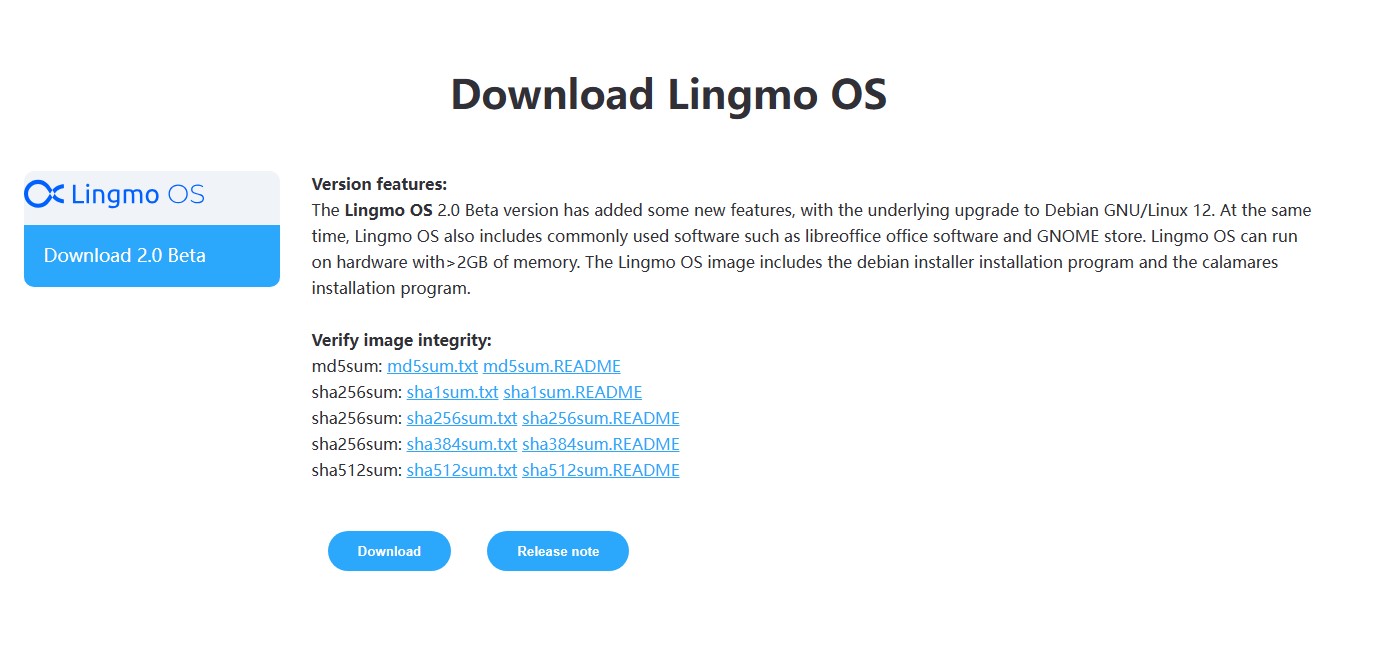 Download Lingmo OS
Lingmo OS
Download 2.0 Beta
Version features:
The Lingmo OS 2.0 Beta version has added some new features, with the underlying upgrade to Debian GNU/Linux 12. At the same
time, Lingmo OS also includes commonly used software such as libreoffice office software and GNOME store. Lingmo OS can run
on hardware with>2GB of memory. The Lingmo OS image includes the debian installer installation program and the calamares
installation program.
Verify image integrity:
md5sum: md5sum.txt md5sum.README
sha256sum: sha1sum.txt sha1sum.README
sha256sum: sha256sum.txt sha256sum.README
sha256sum: sha384sum.txt sha384sum.README
sha512sum: sha512sum.txt sha512sum.README
Download Release note